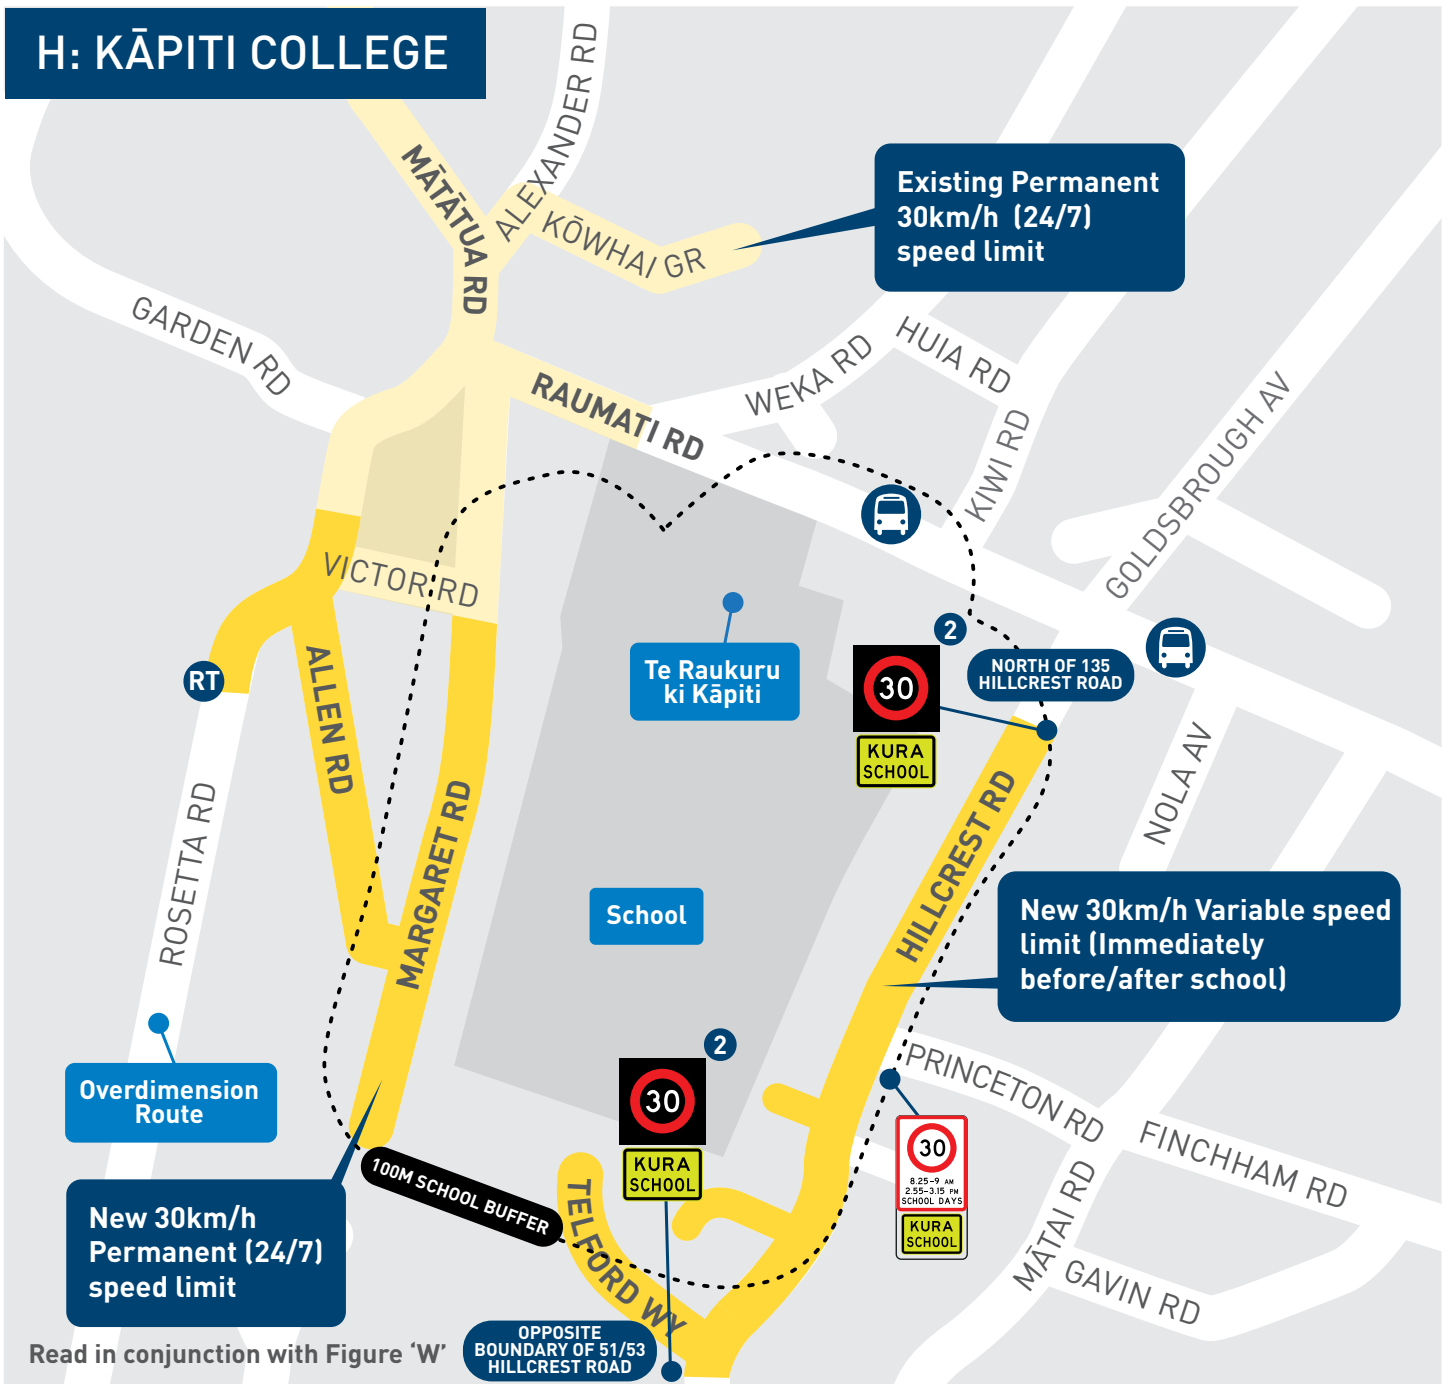 H: KĀPITI COLLEGE
ALEXANDER RD
MĀTĀTUA RD
KŌWHAI GR
Existing Permanent
30km/h (24/7)
speed limit
GARDEN RD
RAUMATI RD
WEKA RD
HUIA RD
KIWI RD
GOLDSBROUGH AV
VICTOR RD
RT
ALLEN RD
MARGARET RD
ROSETTA RD
Te Raukuru
ki Kāpiti
2
30
KURA
SCHOOL
NORTH OF 135
HILLCREST ROAD
HILLCREST RD
NOLA AV
School
New 30km/h Variable speed
limit (Immediately
before/after school)
Overdimension
Route
2
30
KURA
SCHOOL
PRINCETON RD
FINCHHAM RD
MĀTAI RD
GAVIN RD
30
8.25-9 AM
2.55-3.15 PM
SCHOOL DAYS
KURA
SCHOOL
100M SCHOOL BUFFER
TELFORD WY
New 30km/h
Permanent (24/7)
speed limit
OPPOSITE
BOUNDARY OF 51/53
HILLCREST ROAD
Read in conjunction with Figure ‘W’